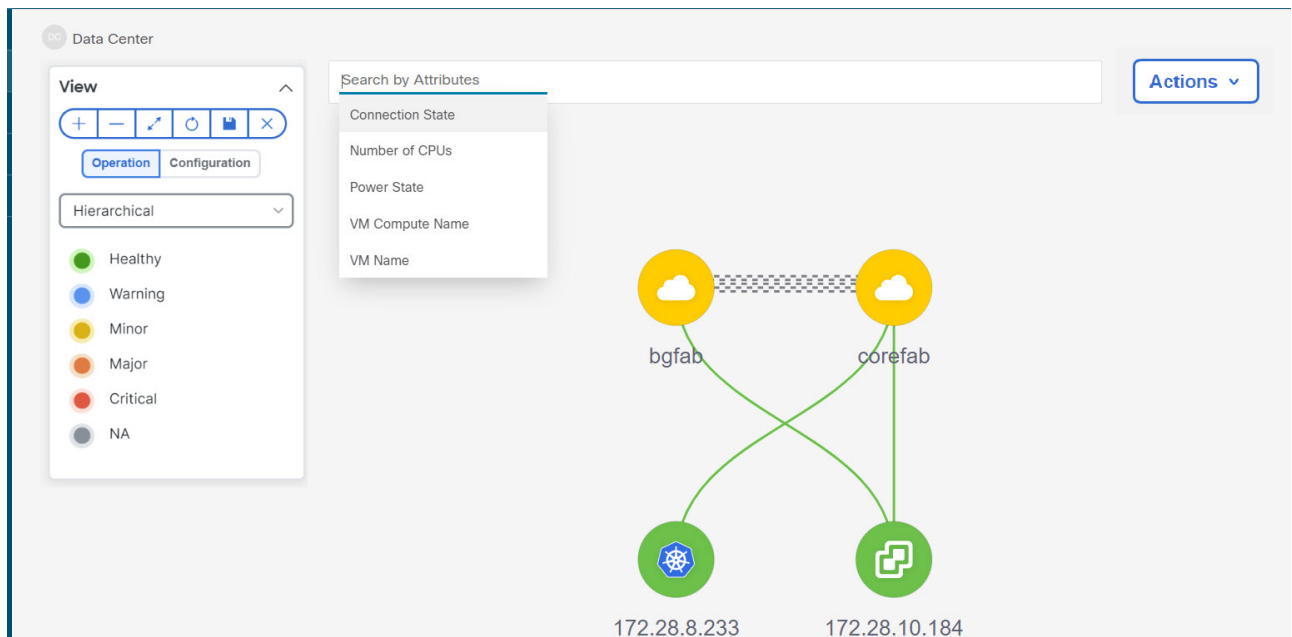 DC Data Center
View
Search by Attributes
Actions
Connection State
Number of CPUs
Power State
VM Compute Name
VM Name
Operation Configuration
Hierarchical
Healthy
Warning
Minor
Major
Critical
NA
bgfab corefab
172.28.8.233 172.28.10.184